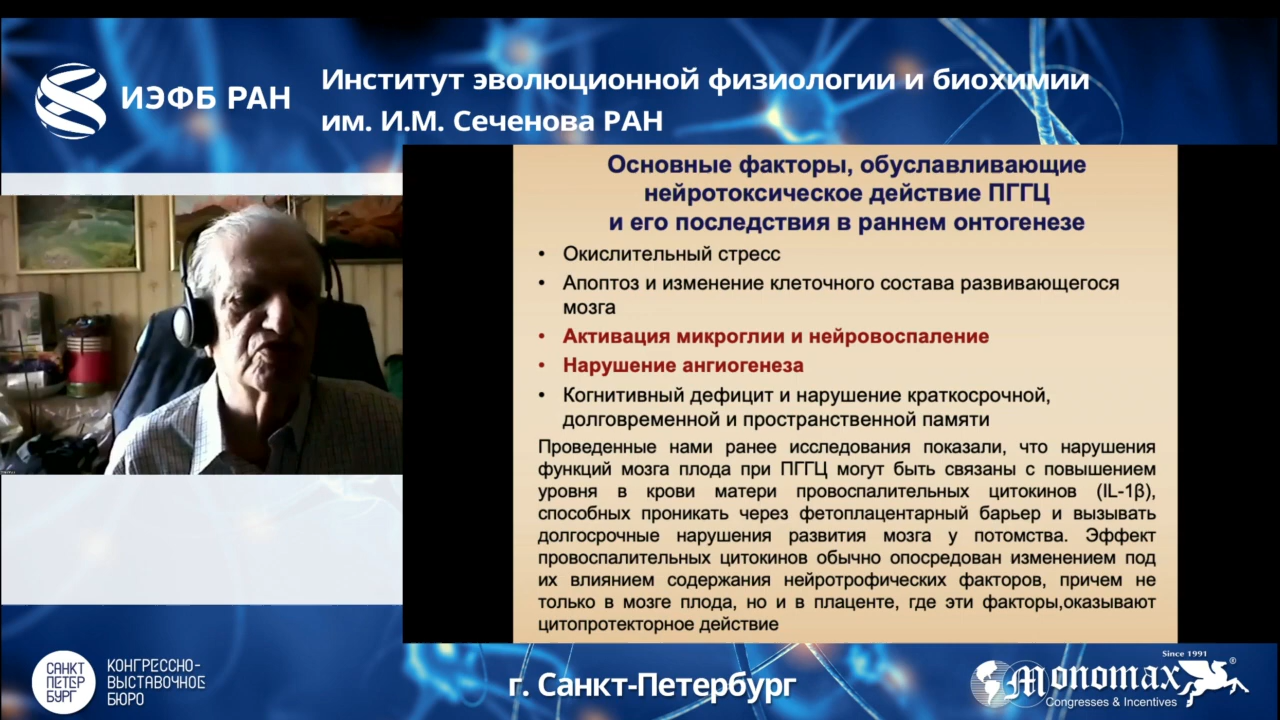 ИЭФБ РАН
Институт эволюционной физиологии и биохимии
им. И.М. Сеченова РАН
Основные факторы, обуславливающие
нейротоксическое действие ПГГЦ
и его последствия в раннем онтогенезе
• Окислительный стресс
• Апоптоз и изменение клеточного состава развивающегося
мозга
• Активация микроглии и нейровоспаление
• Нарушение ангиогенеза
• Когнитивный дефицит и нарушение краткосрочной,
долговременной и пространственной памяти
Проведенные нами ранее исследования показали, что нарушения
функций мозга плода при ПГГЦ могут быть связаны с повышением
уровня в крови матери провоспалительных цитокинов (IL-1β),
способных проникать через фетоплацентарный барьер и вызывать
долгосрочные нарушения развития мозга у потомства. Эффект
провоспалительных цитокинов обычно опосредован изменением под
их влиянием содержания нейротрофических факторов, причем не
только в мозге плода, но и в плаценте, где эти факторы,оказывают
цитопротекторное действие
САНКТ
ПЕТЕР
БУРГ
КОНГРЕССНО-
ВЫСТАВОЧНОЕ
БЮРО
г. Санкт-Петербург
Since 1991
Monomax®
Congresses & Incentives